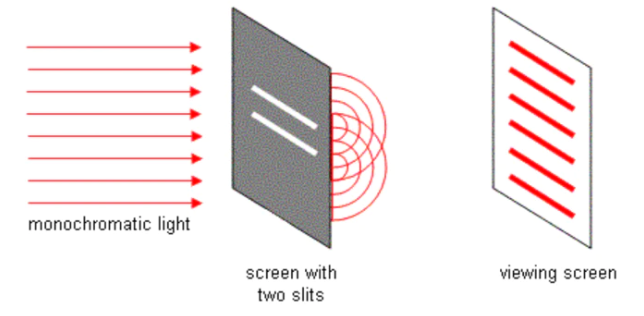 monochromatic light
screen with
two slits
viewing screen